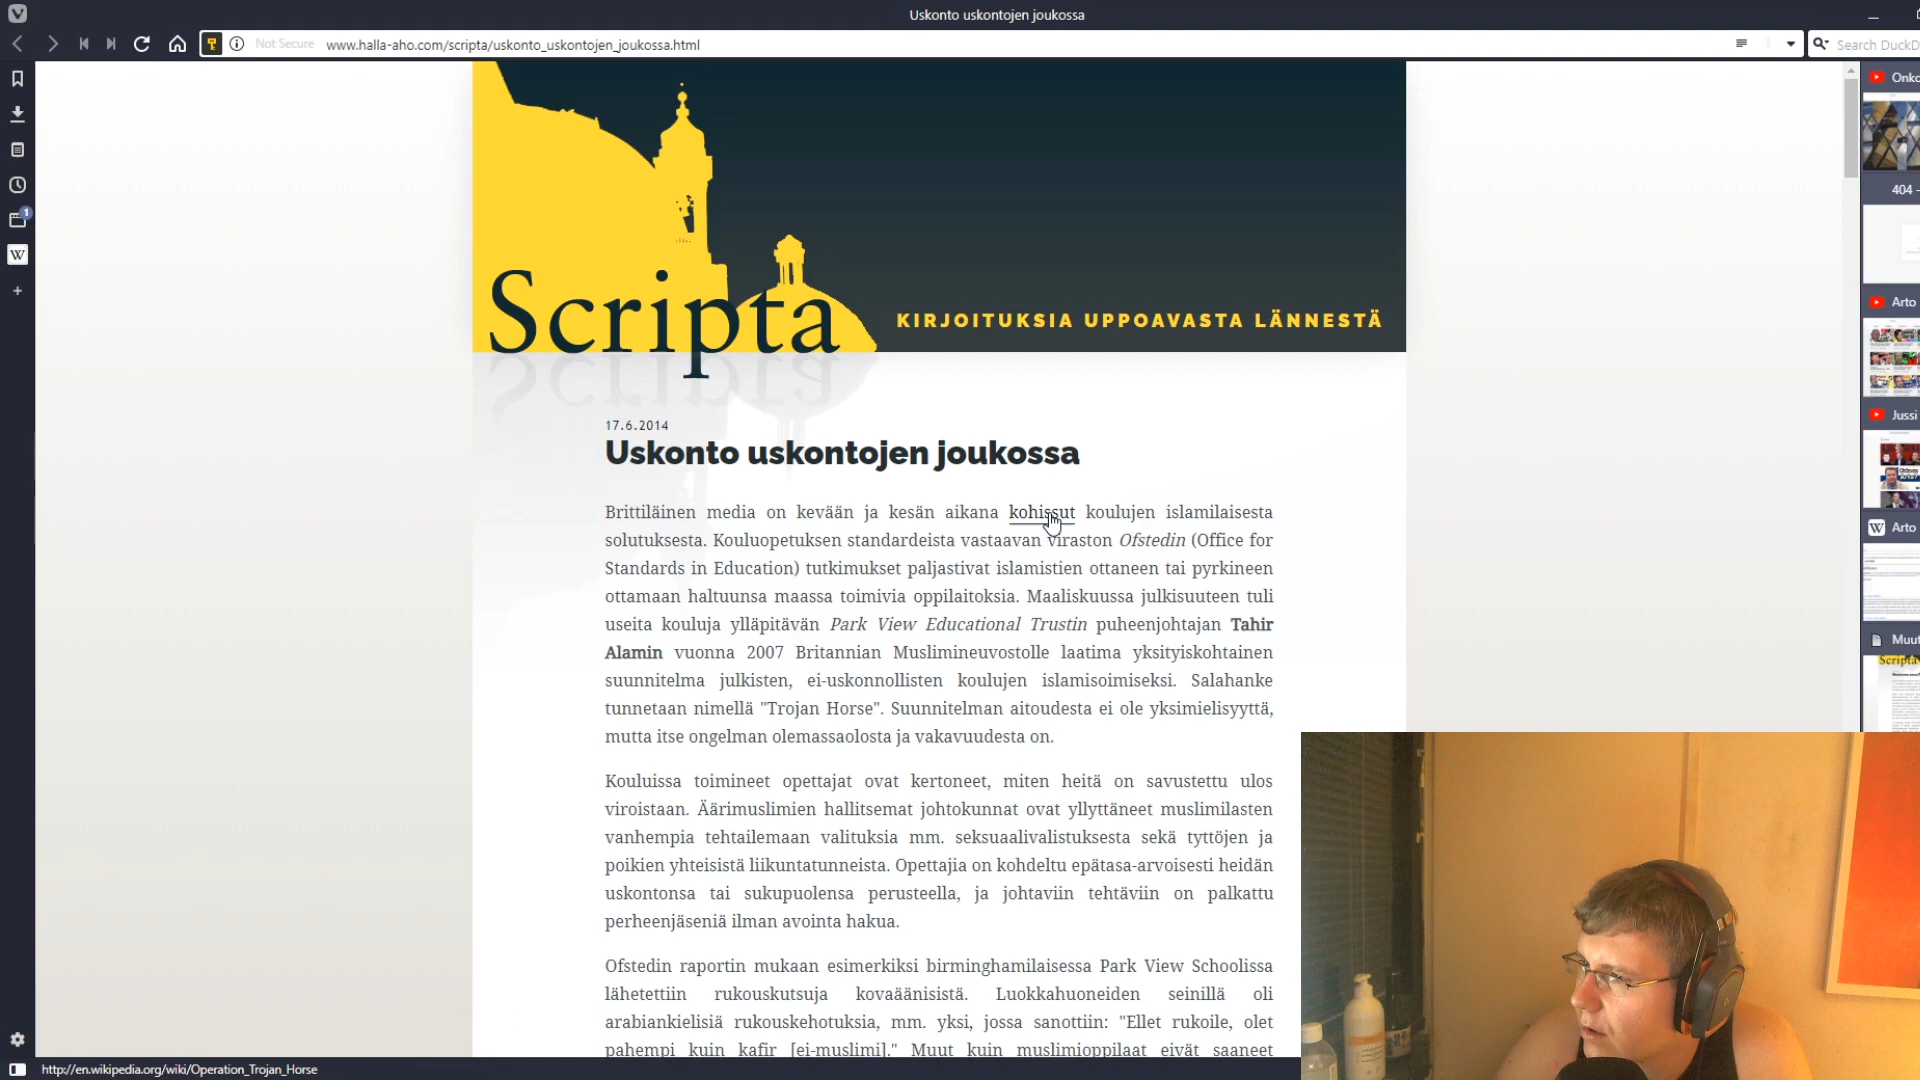 Uskonto uskontojen joukossa
Not Secure
www.halla-aho.com/scripta/uskonto_uskontojen_joukossa.html
Search DuckD
Onko
404 -
Arto
Jussi
W Arto
Muut
Scripta
1
W
Scripta
KIRJOITUKSIA UPPOAVASTA LÄNNESTÄ
17.6.2014
Uskonto uskontojen joukossa
Brittiläinen media on kevään ja kesän aikana kohissut koulujen islamilaisesta
solutuksesta. Kouluopetuksen standardeista vastaavan viraston Ofstedin (Office for
Standards in Education) tutkimukset paljastivat islamistien ottaneen tai pyrkineen
ottamaan haltuunsa maassa toimivia oppilaitoksia. Maaliskuussa julkisuuteen tuli
useita kouluja ylläpitävän Park View Educational Trustin puheenjohtajan Tahir
Alamin vuonna 2007 Britannian Muslimineuvostolle laatima yksityiskohtainen
suunnitelma julkisten, ei-uskonnollisten koulujen islamisoimiseksi. Salahanke
tunnetaan nimellä "Trojan Horse". Suunnitelman aitoudesta ei ole yksimielisyyttä,
mutta itse ongelman olemassaolosta ja vakavuudesta on.
Kouluissa toimineet opettajat ovat kertoneet, miten heitä on savustettu ulos
viroistaan. Äärimuslimien hallitsemat johtokunnat ovat yllyttäneet muslimilasten
vanhempia tehtailemaan valituksia mm. seksuaalivalistuksesta sekä tyttöjen ja
poikien yhteisistä liikuntatunneista. Opettajia on kohdeltu epätasa-arvoisesti heidän
uskontonsa tai sukupuolensa perusteella, ja johtaviin tehtäviin on palkattu
perheenjäseniä ilman avointa hakua.
Ofstedin raportin mukaan esimerkiksi birminghamilaisessa Park View Schoolissa
lähetettiin rukouskutsuja kovaäänisistä. Luokkahuoneiden seinillä oli
arabiankielisiä rukouskehotuksia, mm. yksi, jossa sanottiin: "Ellet rukoile, olet
pahempi kuin kafir [ei-muslimi]." Muut kuin muslimioppilaat eivät saaneet
http://en.wikipedia.org/wiki/Operation_Trojan_Horse